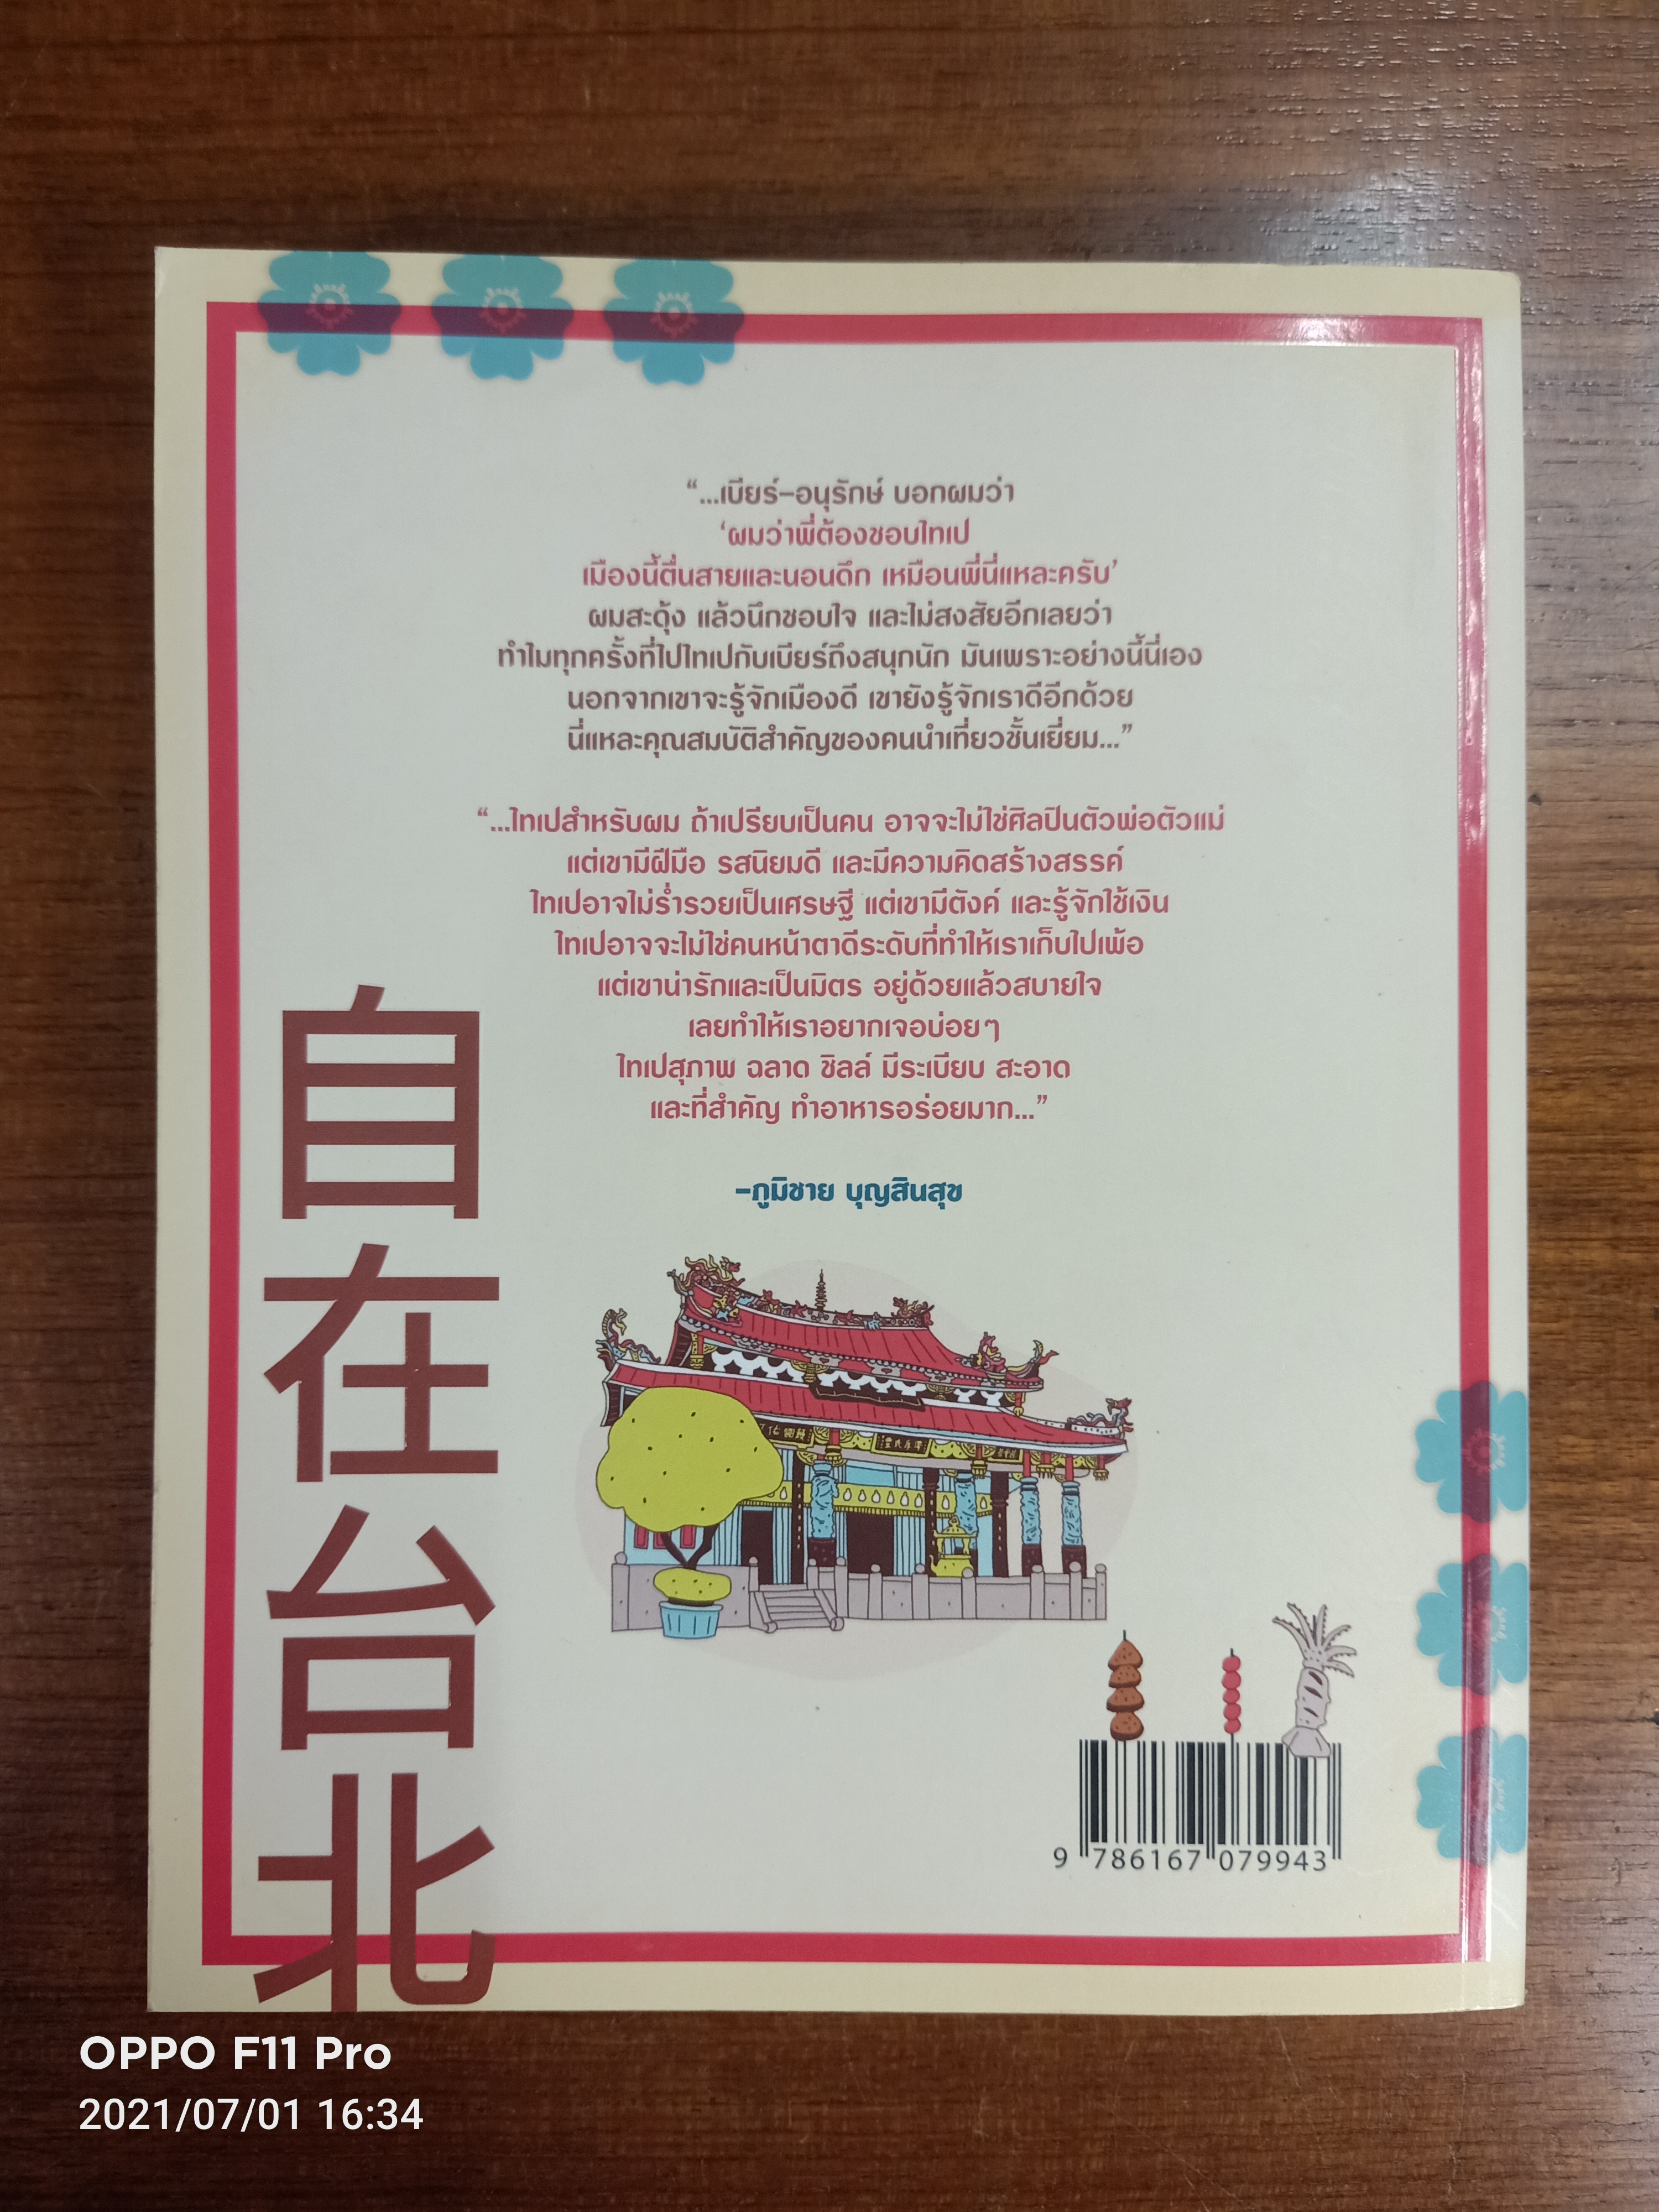 “...เบียร์-อนุรักษ์ บอกผมว่า
‘ผมว่าพี่ต้องชอบไทเป
เมืองนี้ตื่นสายและนอนดึก เหมือนพี่นี่แหละครับ’
ผมสะดุ้ง แล้วนึกชอบใจ และไม่สงสัยอีกเลยว่า
ทำไมทุกครั้งที่ไปไทเปกับเบียร์ถึงสนุกนัก มันเพราะอย่างนี้นี่เอง
นอกจากเขาจะรู้จักเมืองดี เขายังรู้จักเราดีอีกด้วย
นี่แหละคุณสมบัติสำคัญของคนนำเที่ยวชั้นเยี่ยม...”
“...ไทเปสำหรับผม ถ้าเปรียบเป็นคน อาจจะไม่ใช่ศิลปินตัวพ่อตัวแม่
แต่เขามีฝีมือ รสนิยมดี และมีความคิดสร้างสรรค์
ไทเปอาจไม่ร่ำรวยเป็นเศรษฐี แต่เขามีตังค์ และรู้จักใช้เงิน
ไทเปอาจจะไม่ใช่คนหน้าตาดีระดับที่ทำให้เราเก็บไปเพ้อ
แต่เขาน่ารักและเป็นมิตร อยู่ด้วยแล้วสบายใจ
เลยทำให้เราอยากเจอบ่อยๆ
ไทเปสุภาพ ฉลาด ชิลล์ มีระเบียบ สะอาด
และที่สำคัญ ทำอาหารอร่อยมาก...”
-ภูมิชาย บุญสินสุข
自在台北
9 786167 079943
OPPO F11 Pro
2021/07/01 16:34